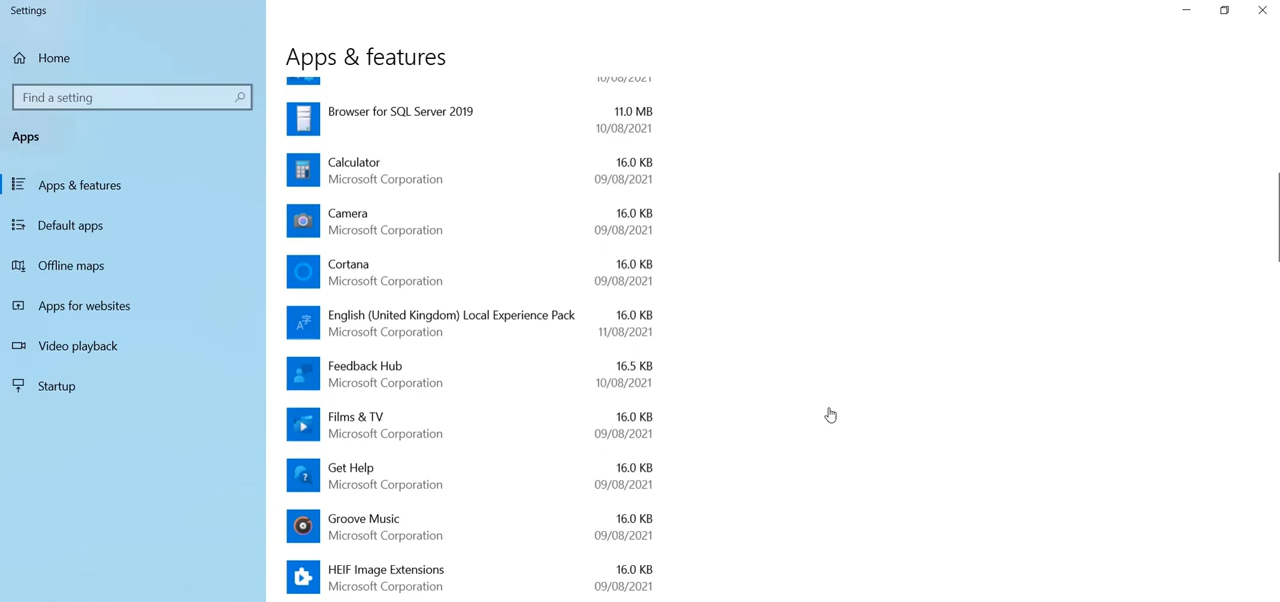 Settings
Home
Find a setting
Apps
Apps & features
Default apps
Offline maps
Apps for websites
Video playback
Startup
Apps & features
10/08/2021
Browser for SQL Server 2019 11.0 MB
10/08/2021
Calculator 16.0 KB
Microsoft Corporation 09/08/2021
Camera 16.0 KB
Microsoft Corporation 09/08/2021
Cortana 16.0 KB
Microsoft Corporation 09/08/2021
English (United Kingdom) Local Experience Pack 16.0 KB
Microsoft Corporation 11/08/2021
Feedback Hub 16.5 KB
Microsoft Corporation 10/08/2021
Films & TV 16.0 KB
Microsoft Corporation 09/08/2021
Get Help 16.0 KB
Microsoft Corporation 09/08/2021
Groove Music 16.0 KB
Microsoft Corporation 09/08/2021
HEIF Image Extensions 16.0 KB
Microsoft Corporation 09/08/2021